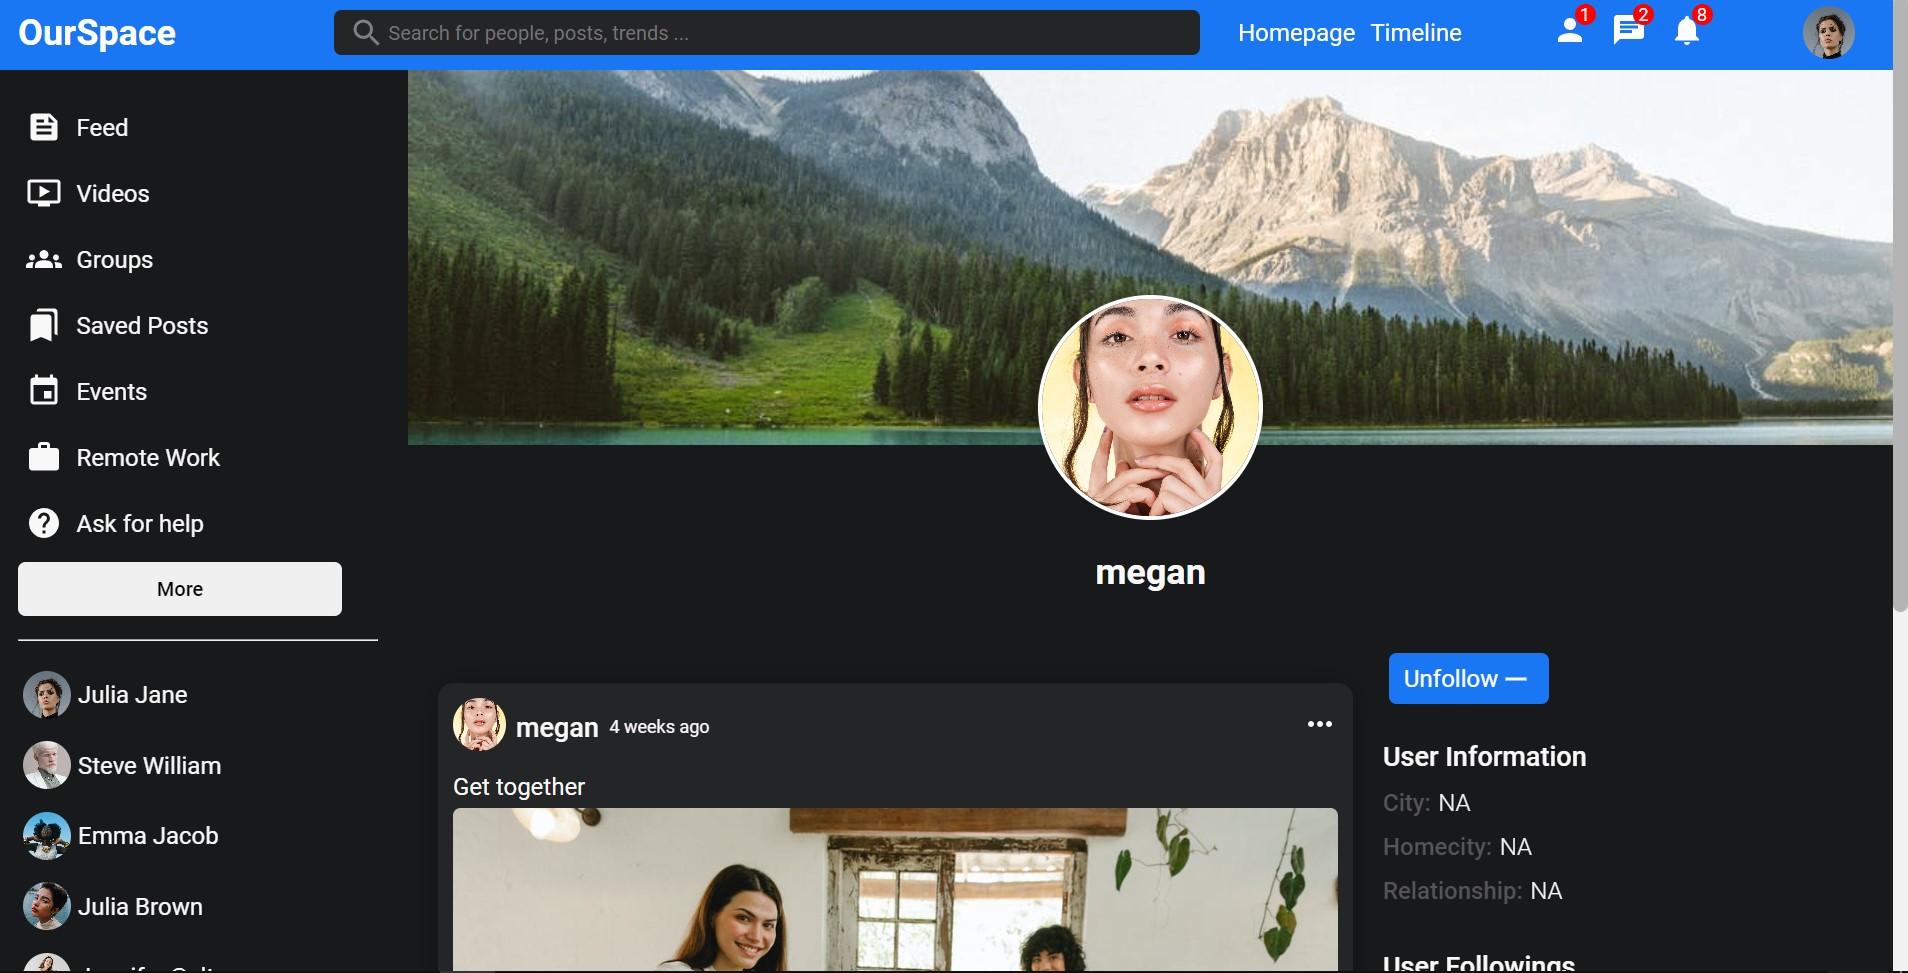 OurSpace
Search for people, posts, trends ...
Homepage Timeline
1
2
8
Feed
Videos
Groups
Saved Posts
Events
Remote Work
Ask for help
More
Julia Jane
Steve William
Emma Jacob
Julia Brown
megan
megan 4 weeks ago
Get together
Unfollow
User Information
City: NA
Homecity: NA
Relationship: NA
User Followings